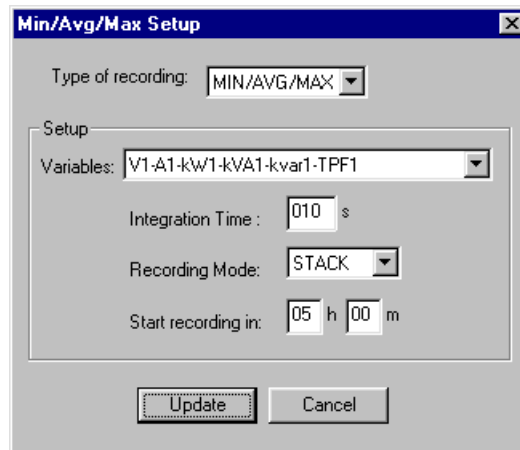 Min/Avg/Max Setup
Type of recording: MIN/AVG/MAX
Setup
Variables: V1-A1-kW1-kVA1-kvar1-TPF1
Integration Time : 010 s
Recording Mode: STACK
Start recording in: 05 h 00 m
Update Cancel